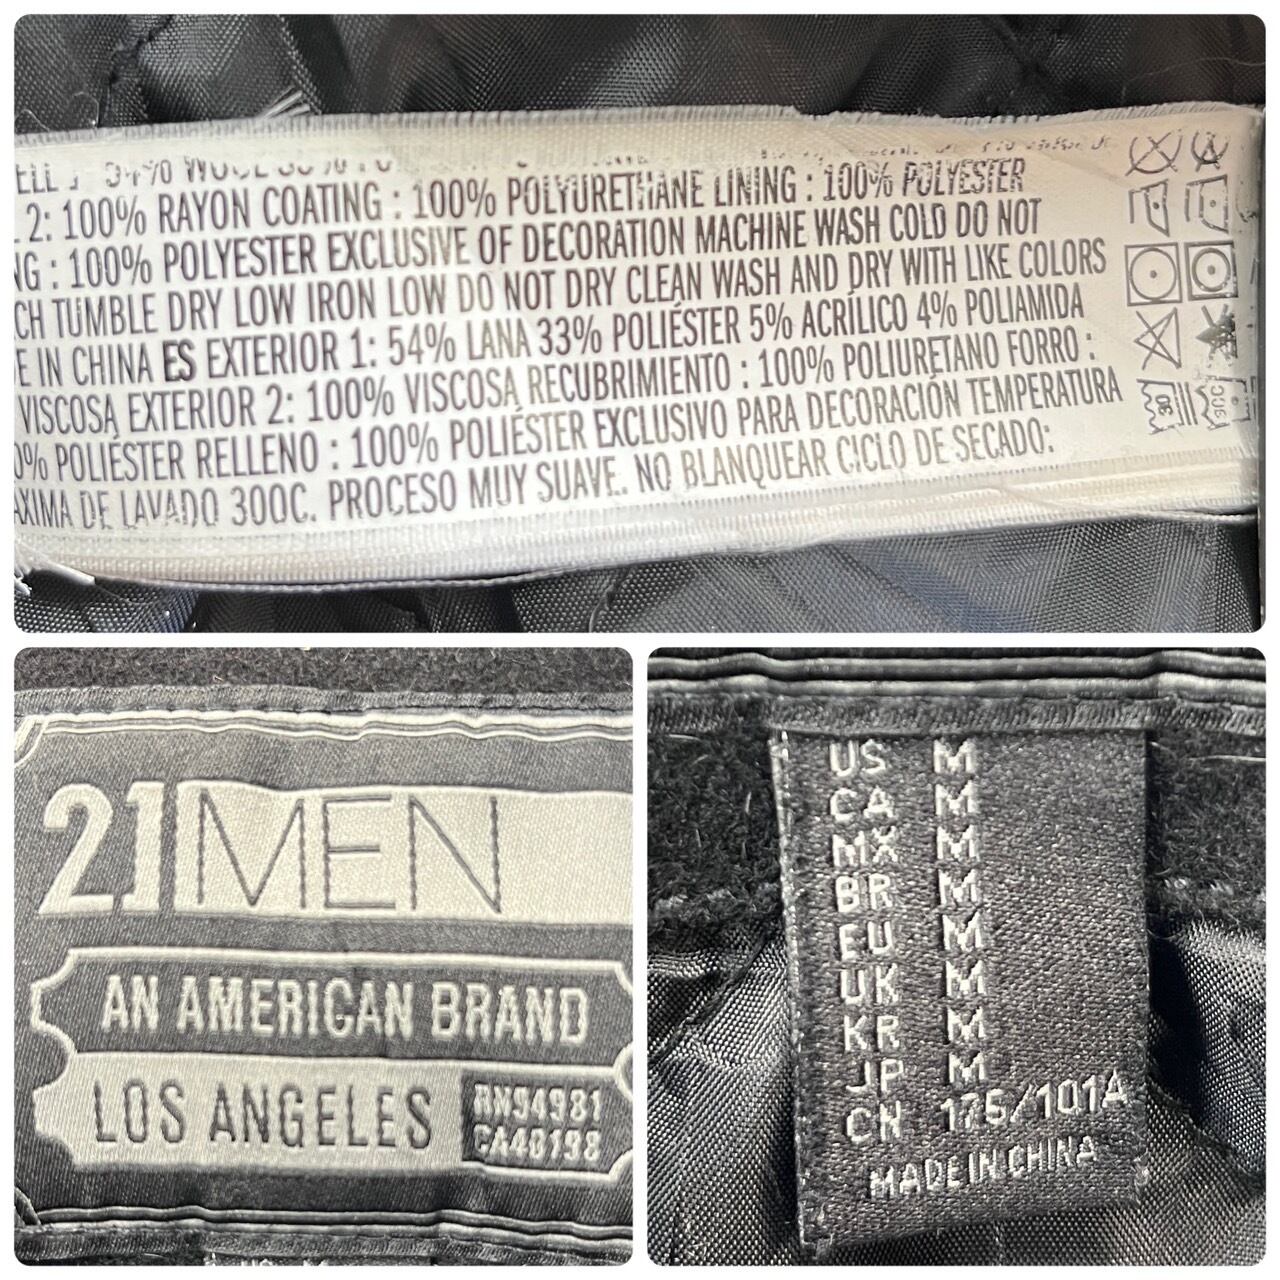 ELL 54% WOOL
2: 100% RAYON COATING : 100% POLYURETHANE LINING : 100% POLYESTER
NG : 100% POLYESTER EXCLUSIVE OF DECORATION MACHINE WASH COLD DO NOT
CH TUMBLE DRY LOW IRON LOW DO NOT DRY CLEAN WASH AND DRY WITH LIKE COLORS
E IN CHINA ES EXTERIOR 1: 54% LANA 33% POLIÉSTER 5% ACRÍLICO 4% POLIAMIDA
VISCOSA EXTERIOR 2: 100% VISCOSA RECUBRIMIENTO : 100% POLIURETANO FORRO :
0% POLIÉSTER RELLENO : 100% POLIÉSTER EXCLUSIVO PARA DECORACIÓN TEMPERATURA
ÁXIMA DE LAVADO 300C. PROCESO MUY SUAVE. NO BLANQUEAR CICLO DE SECADO:
30
21MEN
AN AMERICAN BRAND
LOS ANGELES
RN94981
CA40198
US M
CA M
MX M
BR M
EU M
UK M
KR M
JP M
CN 175/101A
MADE IN CHINA